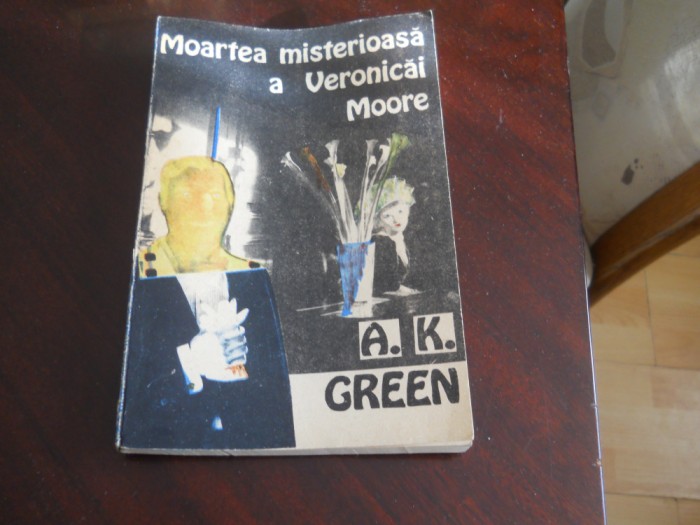 Moartea misterioasă
a Veronicăi
Moore
A. K.
GREEN